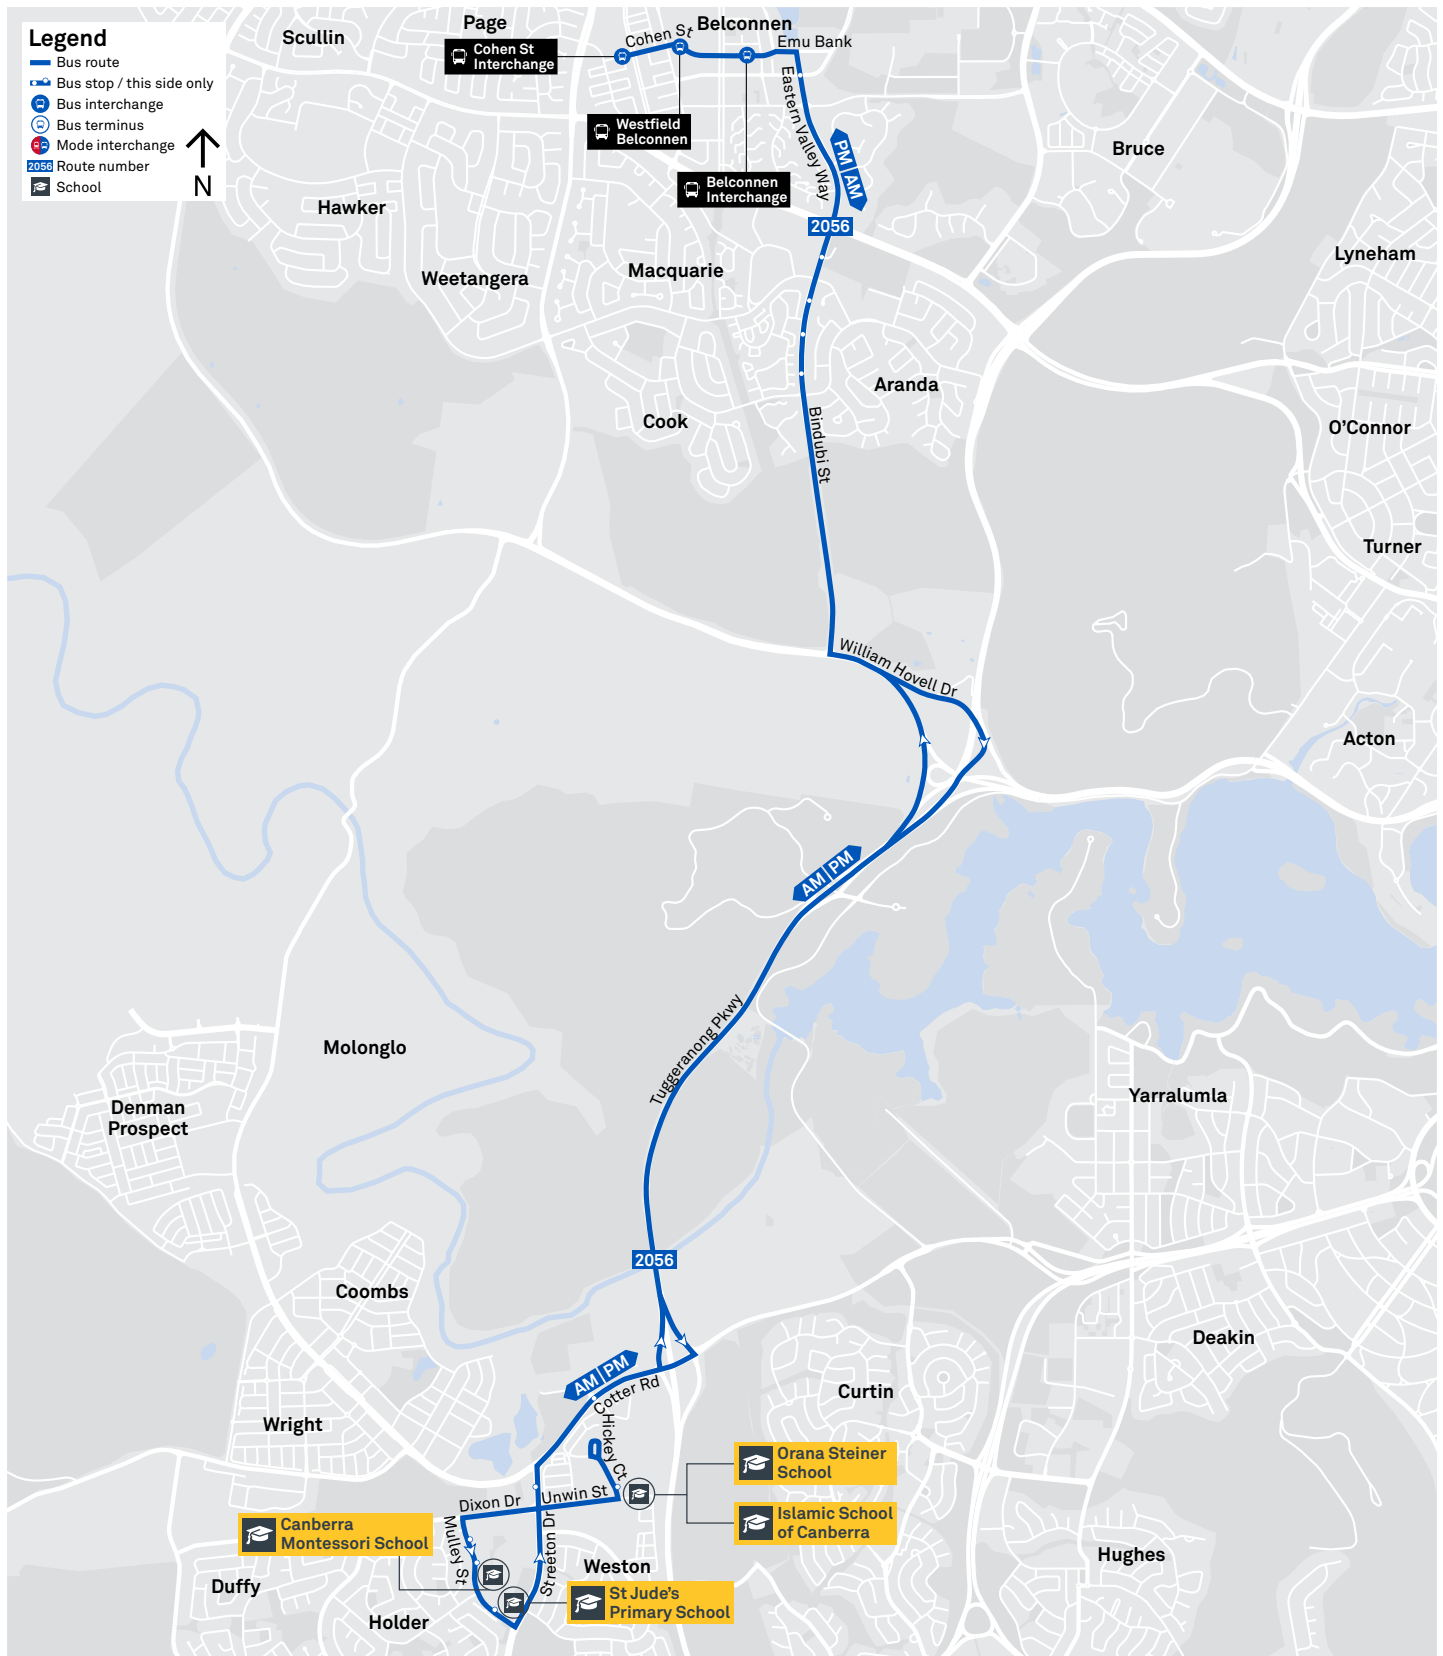 Legend
Bus route
Bus stop / this side only
Bus interchange
Bus terminus
Mode interchange
2056 Route number
School
N
Page
Belconnen
Scullin
Cohen St
Interchange
Cohen St
Emu Bank
Westfield
Belconnen
Eastern Valley Way
PM | AM
Bruce
Belconnen
Interchange
Hawker
2056
Lyneham
Weetangera
Macquarie
Aranda
Cook
Bindubi St
O'Connor
Turner
William Hovell Dr
Acton
AM | PM
Tuggeranong Pkwy
Molonglo
Denman
Prospect
Yarralumla
2056
Coombs
Deakin
AM | PM
Cotter Rd
Curtin
Wright
Hickey Ct
Orana Steiner
School
Dixon Dr
Unwin St
Islamic School
of Canberra
Canberra
Montessori School
Mulley St
Streeton Dr
Hughes
Weston
Duffy
St Jude's
Primary School
Holder